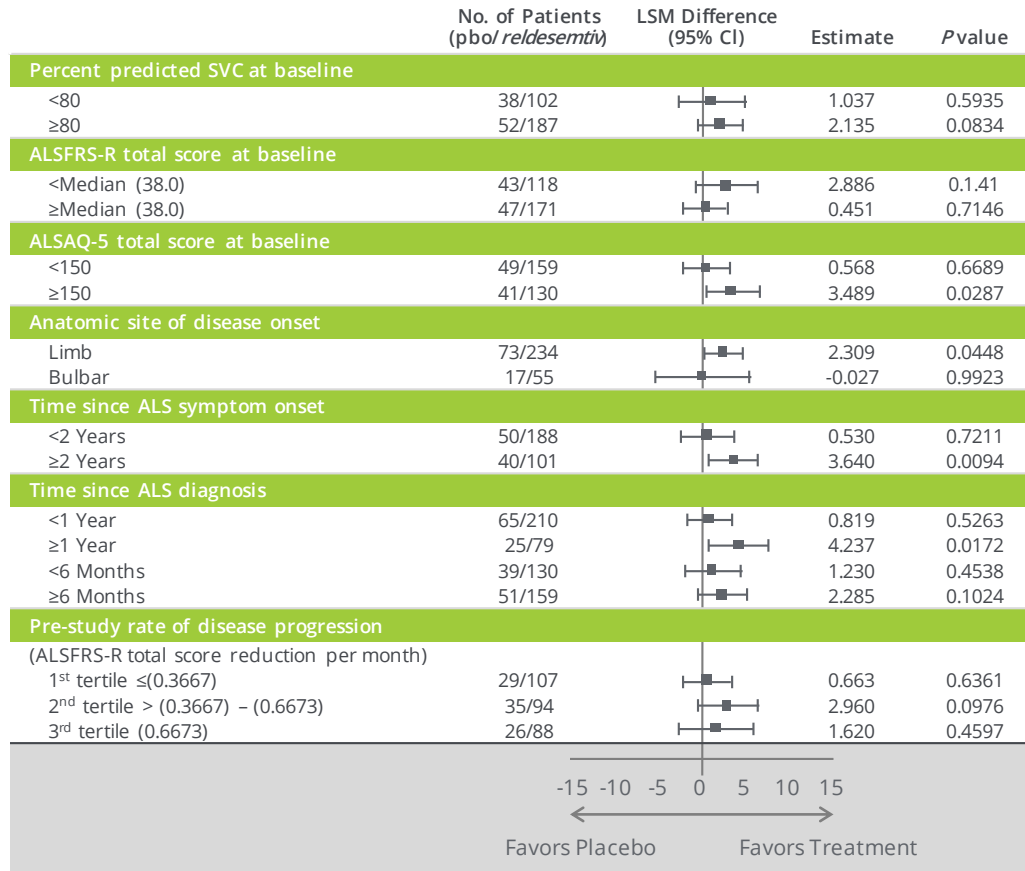 No. of Patients LSM Difference
(pbo/ reldesemtiv) (95% CI) Estimate P value
Percent predicted SVC at baseline
<80 38/102 1.037 0.5935
≥80 52/187 2.135 0.0834
ALSFRS-R total score at baseline
<Median (38.0) 43/118 2.886 0.1.41
≥Median (38.0) 47/171 0.451 0.7146
ALSAQ-5 total score at baseline
<150 49/159 0.568 0.6689
≥150 41/130 3.489 0.0287
Anatomic site of disease onset
Limb 73/234 2.309 0.0448
Bulbar 17/55 -0.027 0.9923
Time since ALS symptom onset
<2 Years 50/188 0.530 0.7211
≥2 Years 40/101 3.640 0.0094
Time since ALS diagnosis
<1 Year 65/210 0.819 0.5263
≥1 Year 25/79 4.237 0.0172
<6 Months 39/130 1.230 0.4538
≥6 Months 51/159 2.285 0.1024
Pre-study rate of disease progression
(ALSFRS-R total score reduction per month)
1st tertile ≤(0.3667) 29/107 0.663 0.6361
2nd tertile > (0.3667) – (0.6673) 35/94 2.960 0.0976
3rd tertile (0.6673) 26/88 1.620 0.4597
-15 -10 -5 0 5 10 15
Favors Placebo Favors Treatment